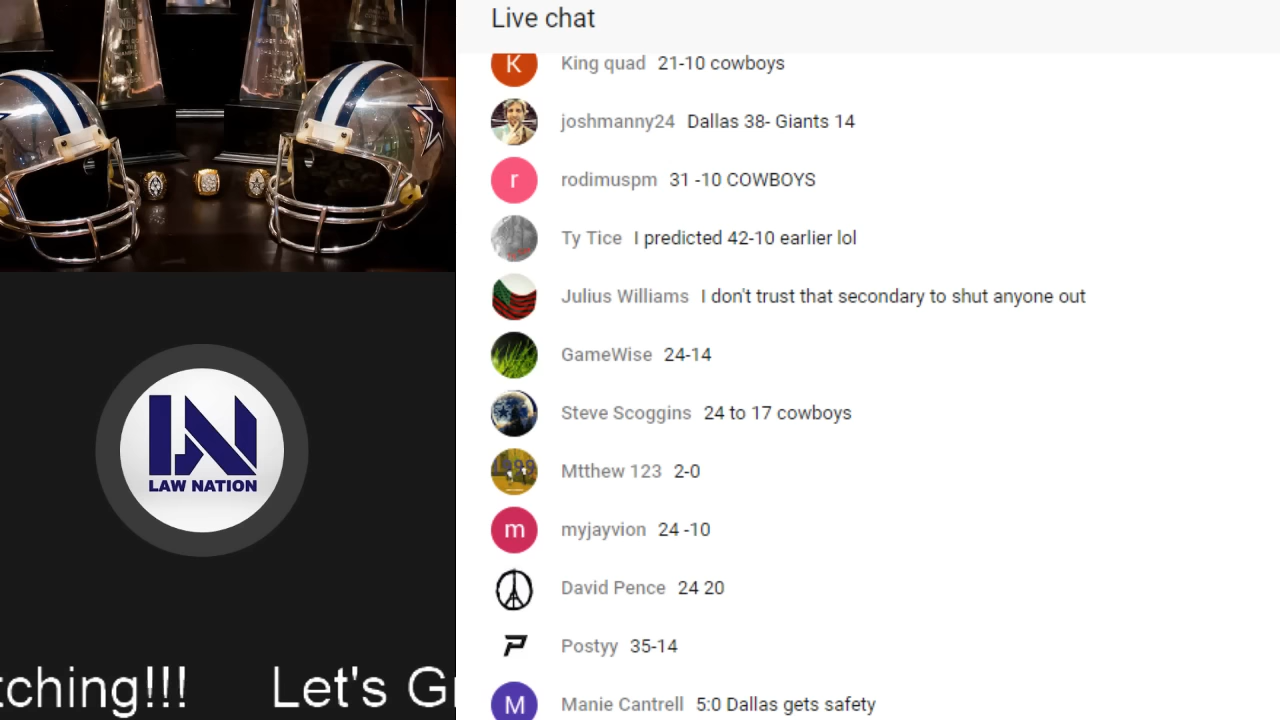 Live chat
K King quad 21-10 cowboys
joshmanny24 Dallas 38- Giants 14
r rodimuspm 31 -10 COWBOYS
Ty Tice I predicted 42-10 earlier lol
Julius Williams I don't trust that secondary to shut anyone out
GameWise 24-14
Steve Scoggins 24 to 17 cowboys
Mtthew 123 2-0
m myjayvion 24 -10
David Pence 24 20
P Postyy 35-14
M Manie Cantrell 5:0 Dallas gets safety
LN
LAW NATION
tching!!! Let's G